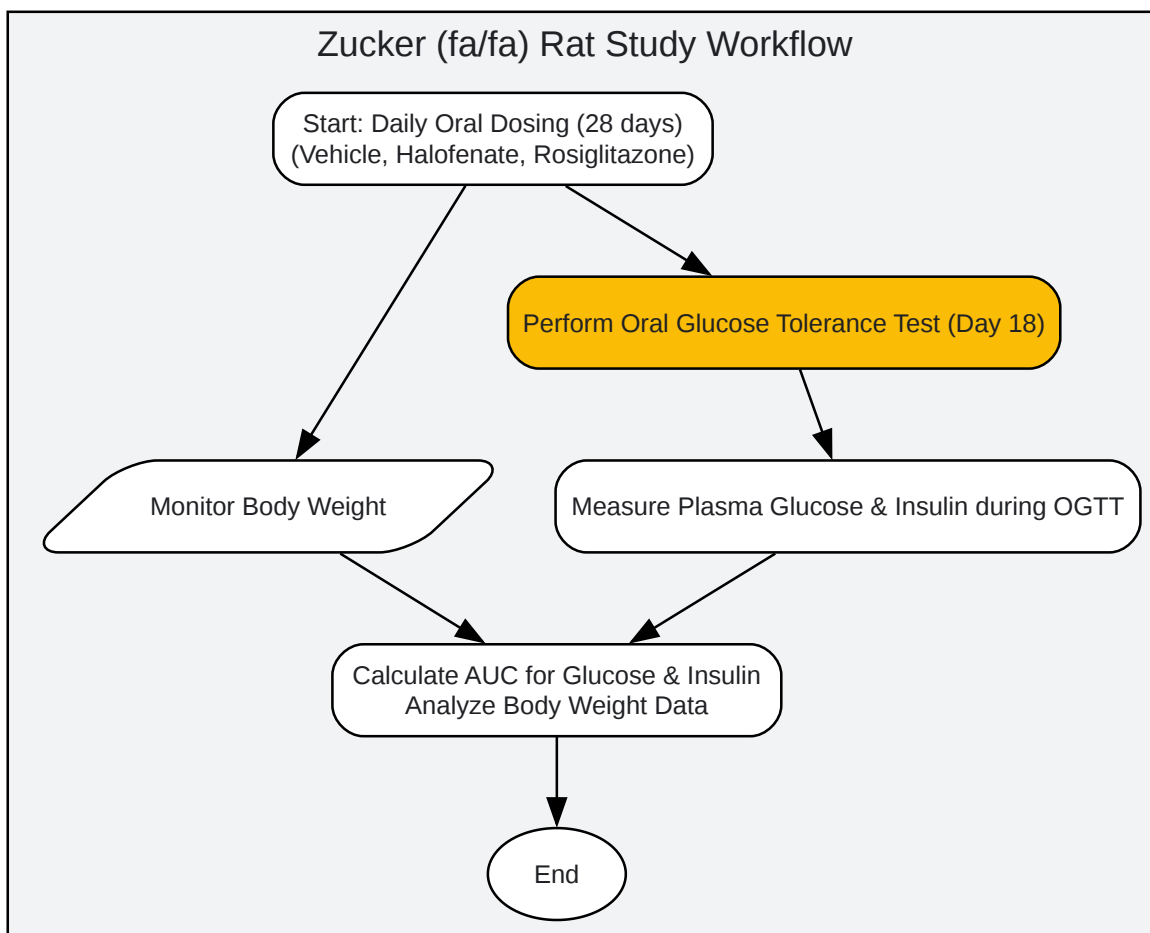 Zucker (fa/fa) Rat Study Workflow
Start: Daily Oral Dosing (28 days)
(Vehicle, Halofenate, Rosiglitazone)
Perform Oral Glucose Tolerance Test (Day 18)
Monitor Body Weight
Measure Plasma Glucose & Insulin during OGTT
Calculate AUC for Glucose & Insulin
Analyze Body Weight Data
End